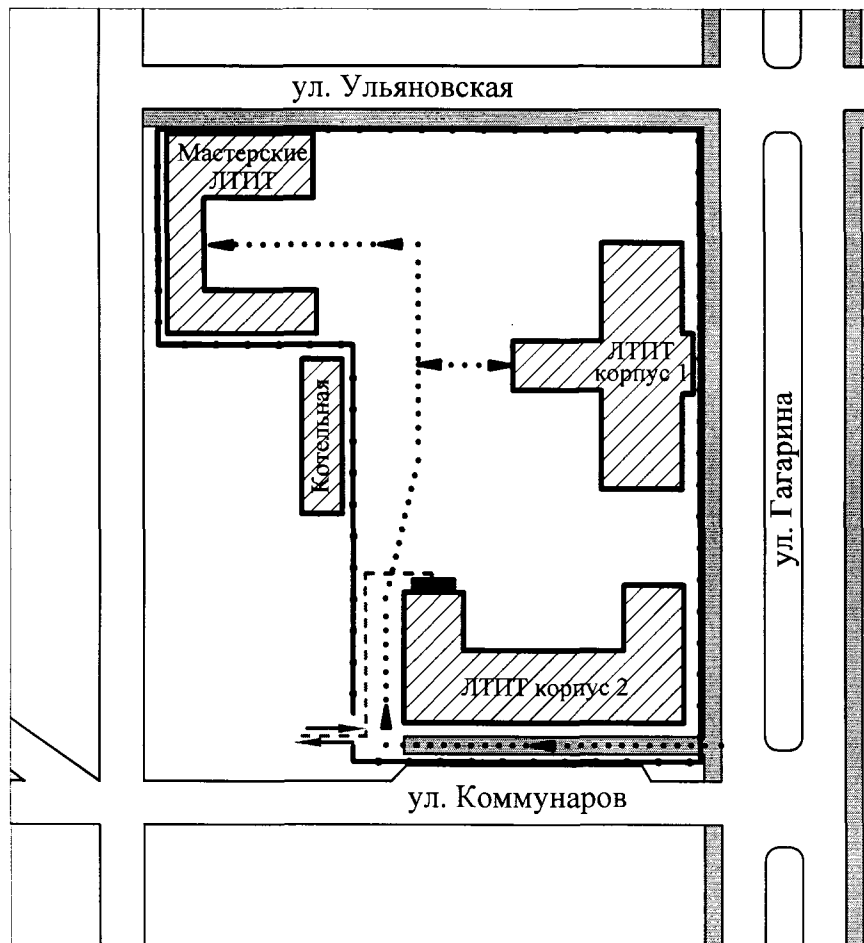 ул. Ульяновская
Мастерские
ЛТПТ
ЛТПТ
корпус 1
Котельная
ул. Гагарина
ЛТПТ корпус 2
ул. Коммунаров